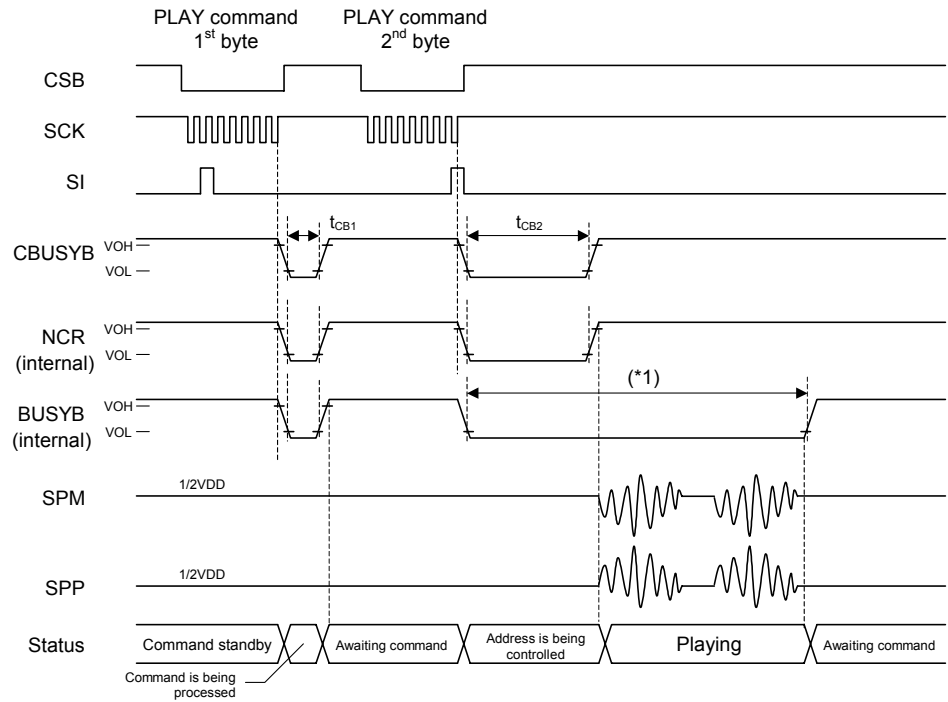 PLAY command
1st byte
PLAY command
2nd byte
CSB
SCK
SI
tCB1
tCB2
CBUSYB
VOH
VOL
NCR
(internal)
VOH
VOL
(*1)
BUSYB
(internal)
VOH
VOL
SPM
1/2VDD
SPP
1/2VDD
Status
Command standby
Awaiting command
Address is being
controlled
Playing
Awaiting command
Command is being
processed